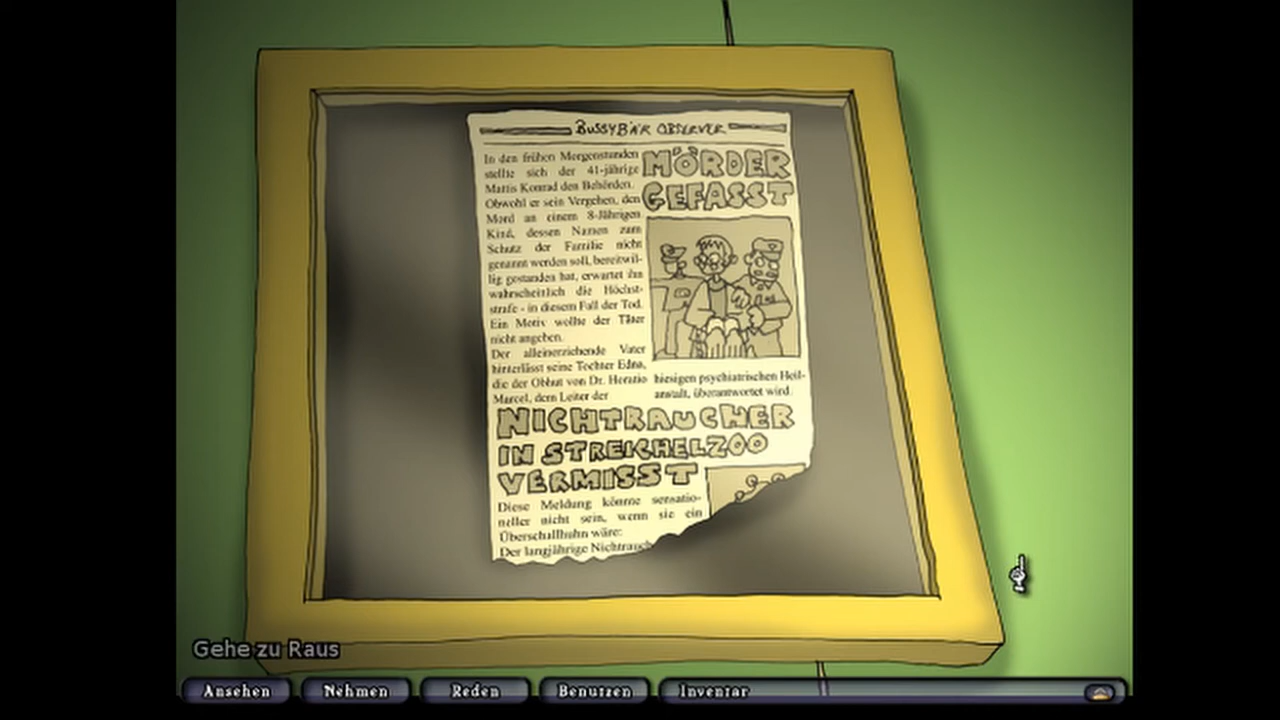 BUSSYBÄR OBSERVER
MÖRDER
GEFASST
In den frühen Morgenstunden
stellte sich der 41-jährige
Mattis Konrad den Behörden.
Obwohl er sein Vergehen, den
Mord an einem 8-Jährigen
Kind, dessen Namen zum
Schutz der Familie nicht
genannt werden soll, bereitwil-
lig gestanden hat, erwartet ihn
wahrscheinlich die Höchst-
strafe - in diesem Fall der Tod.
Ein Motiv wollte der Täter
nicht angeben.
Der alleinerziehende Vater
hinterlässt seine Tochter Edna,
die der Obhut von Dr. Horatio
Marcel, dem Leiter der
hiesigen psychiatrischen Heil-
anstalt, überantwortet wird.
NICHTRAUCHER
IN STREICHELZOO
VERMISST
Diese Meldung könnte sensatio-
neller nicht sein, wenn sie ein
Überschallhuhn wäre:
Der langjährige Nichtrauch
Gehe zu Raus
Ansehen
Nehmen
Reden
Benutzen
Inventar